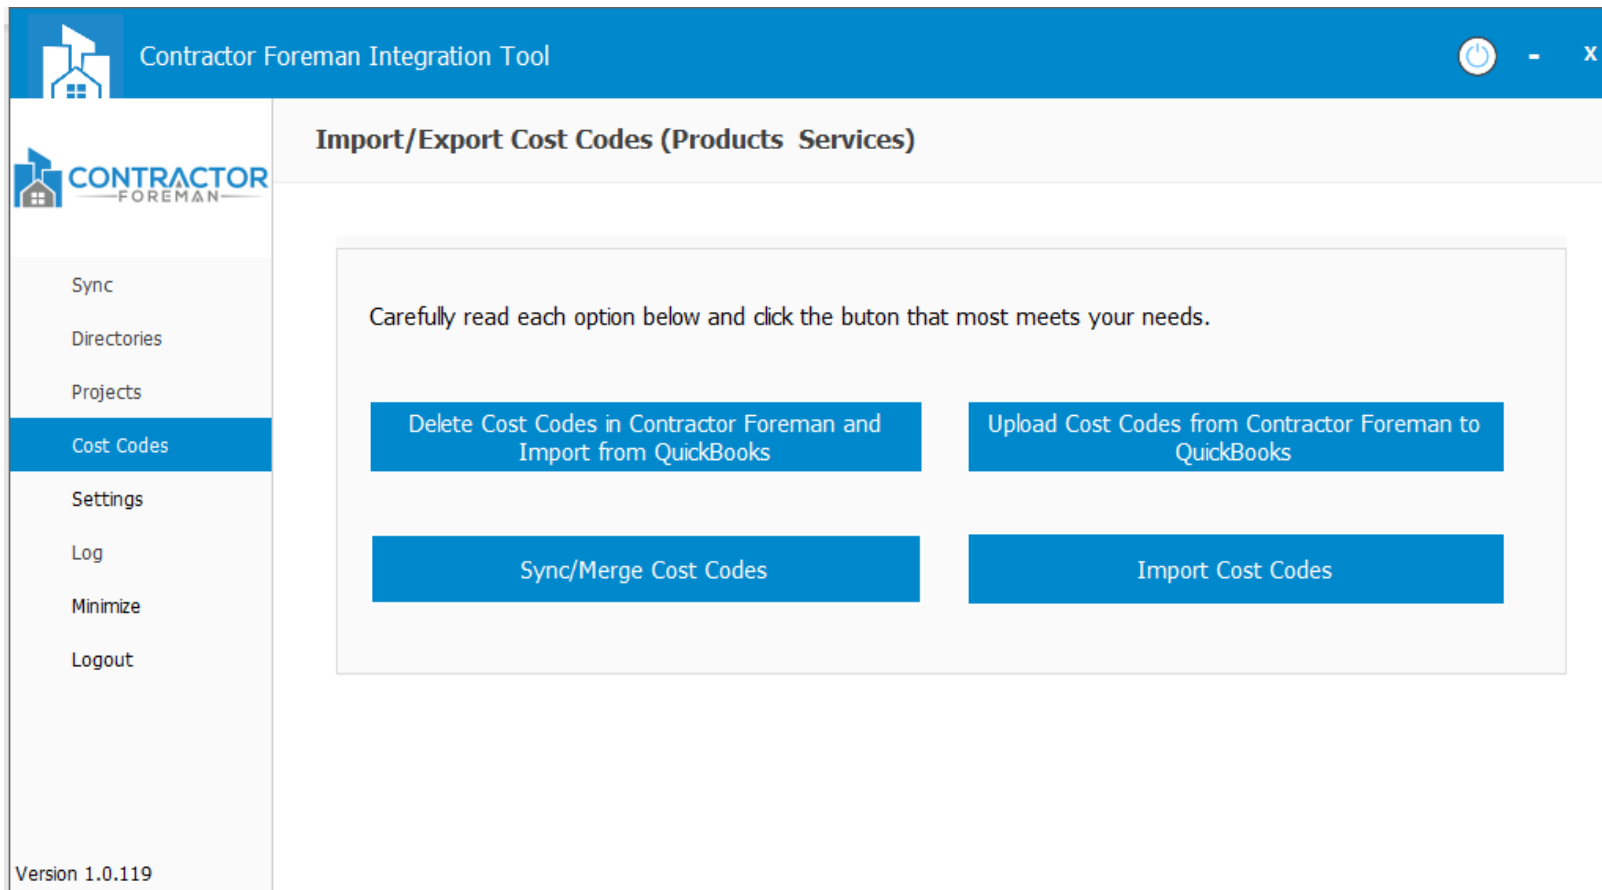 Contractor Foreman Integration Tool
- x
CONTRACTOR
FOREMAN
Import/Export Cost Codes (Products  Services)
Sync
Directories
Projects
Cost Codes
Settings
Log
Minimize
Logout
Version 1.0.119
Carefully read each option below and click the buton that most meets your needs.
Delete Cost Codes in Contractor Foreman and
Import from QuickBooks
Upload Cost Codes from Contractor Foreman to
QuickBooks
Sync/Merge Cost Codes
Import Cost Codes